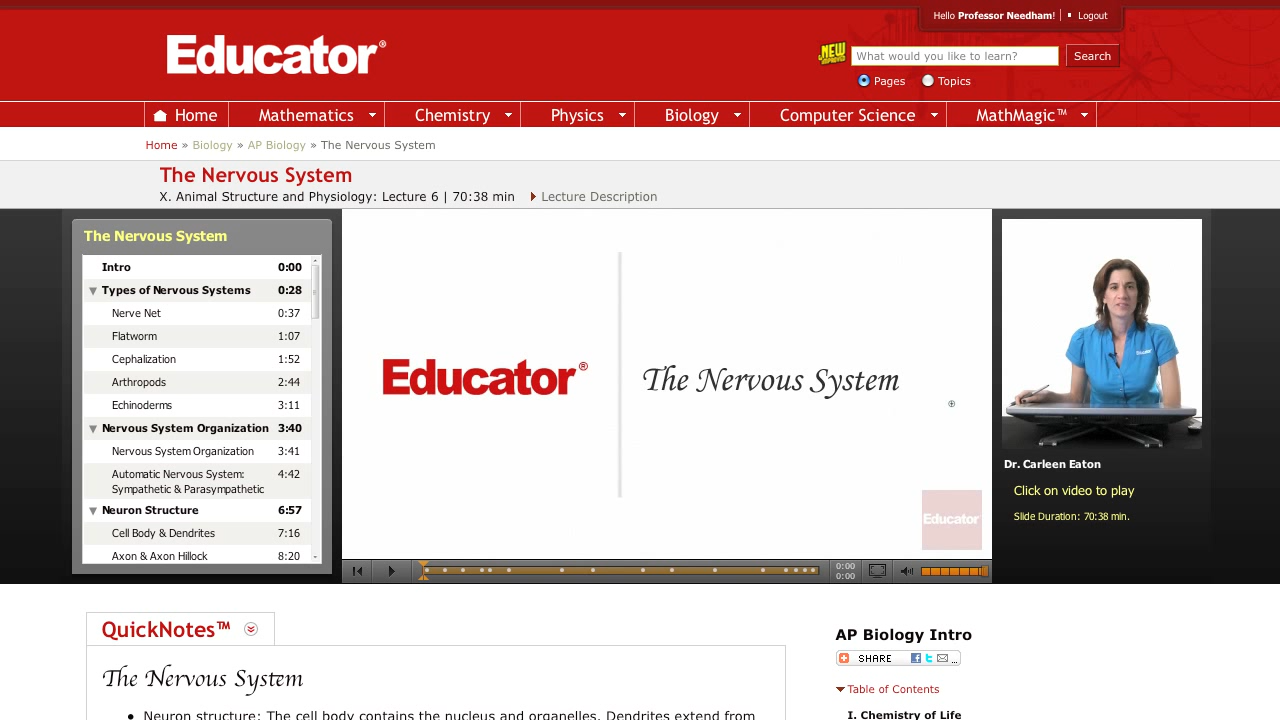 Hello Professor Needham! Logout
Educator®
NEW
What would you like to learn? Search
Pages Topics
Home Mathematics Chemistry Physics Biology Computer Science MathMagic™
Home » Biology » AP Biology » The Nervous System
The Nervous System
X. Animal Structure and Physiology: Lecture 6 | 70:38 min Lecture Description
The Nervous System
Intro 0:00
Types of Nervous Systems 0:28
Nerve Net 0:37
Flatworm 1:07
Cephalization 1:52
Arthropods 2:44
Echinoderms 3:11
Nervous System Organization 3:40
Nervous System Organization 3:41
Automatic Nervous System: 4:42
Sympathetic & Parasympathetic
Neuron Structure 6:57
Cell Body & Dendrites 7:16
Axon & Axon Hillock 8:20
Educator®
The Nervous System
Educator
0:00
0:00
Dr. Carleen Eaton
Click on video to play
Slide Duration: 70:38 min.
QuickNotes™
The Nervous System
• Neuron structure: The cell body contains the nucleus and organelles. Dendrites extend from
AP Biology Intro
SHARE ...
Table of Contents
I. Chemistry of Life